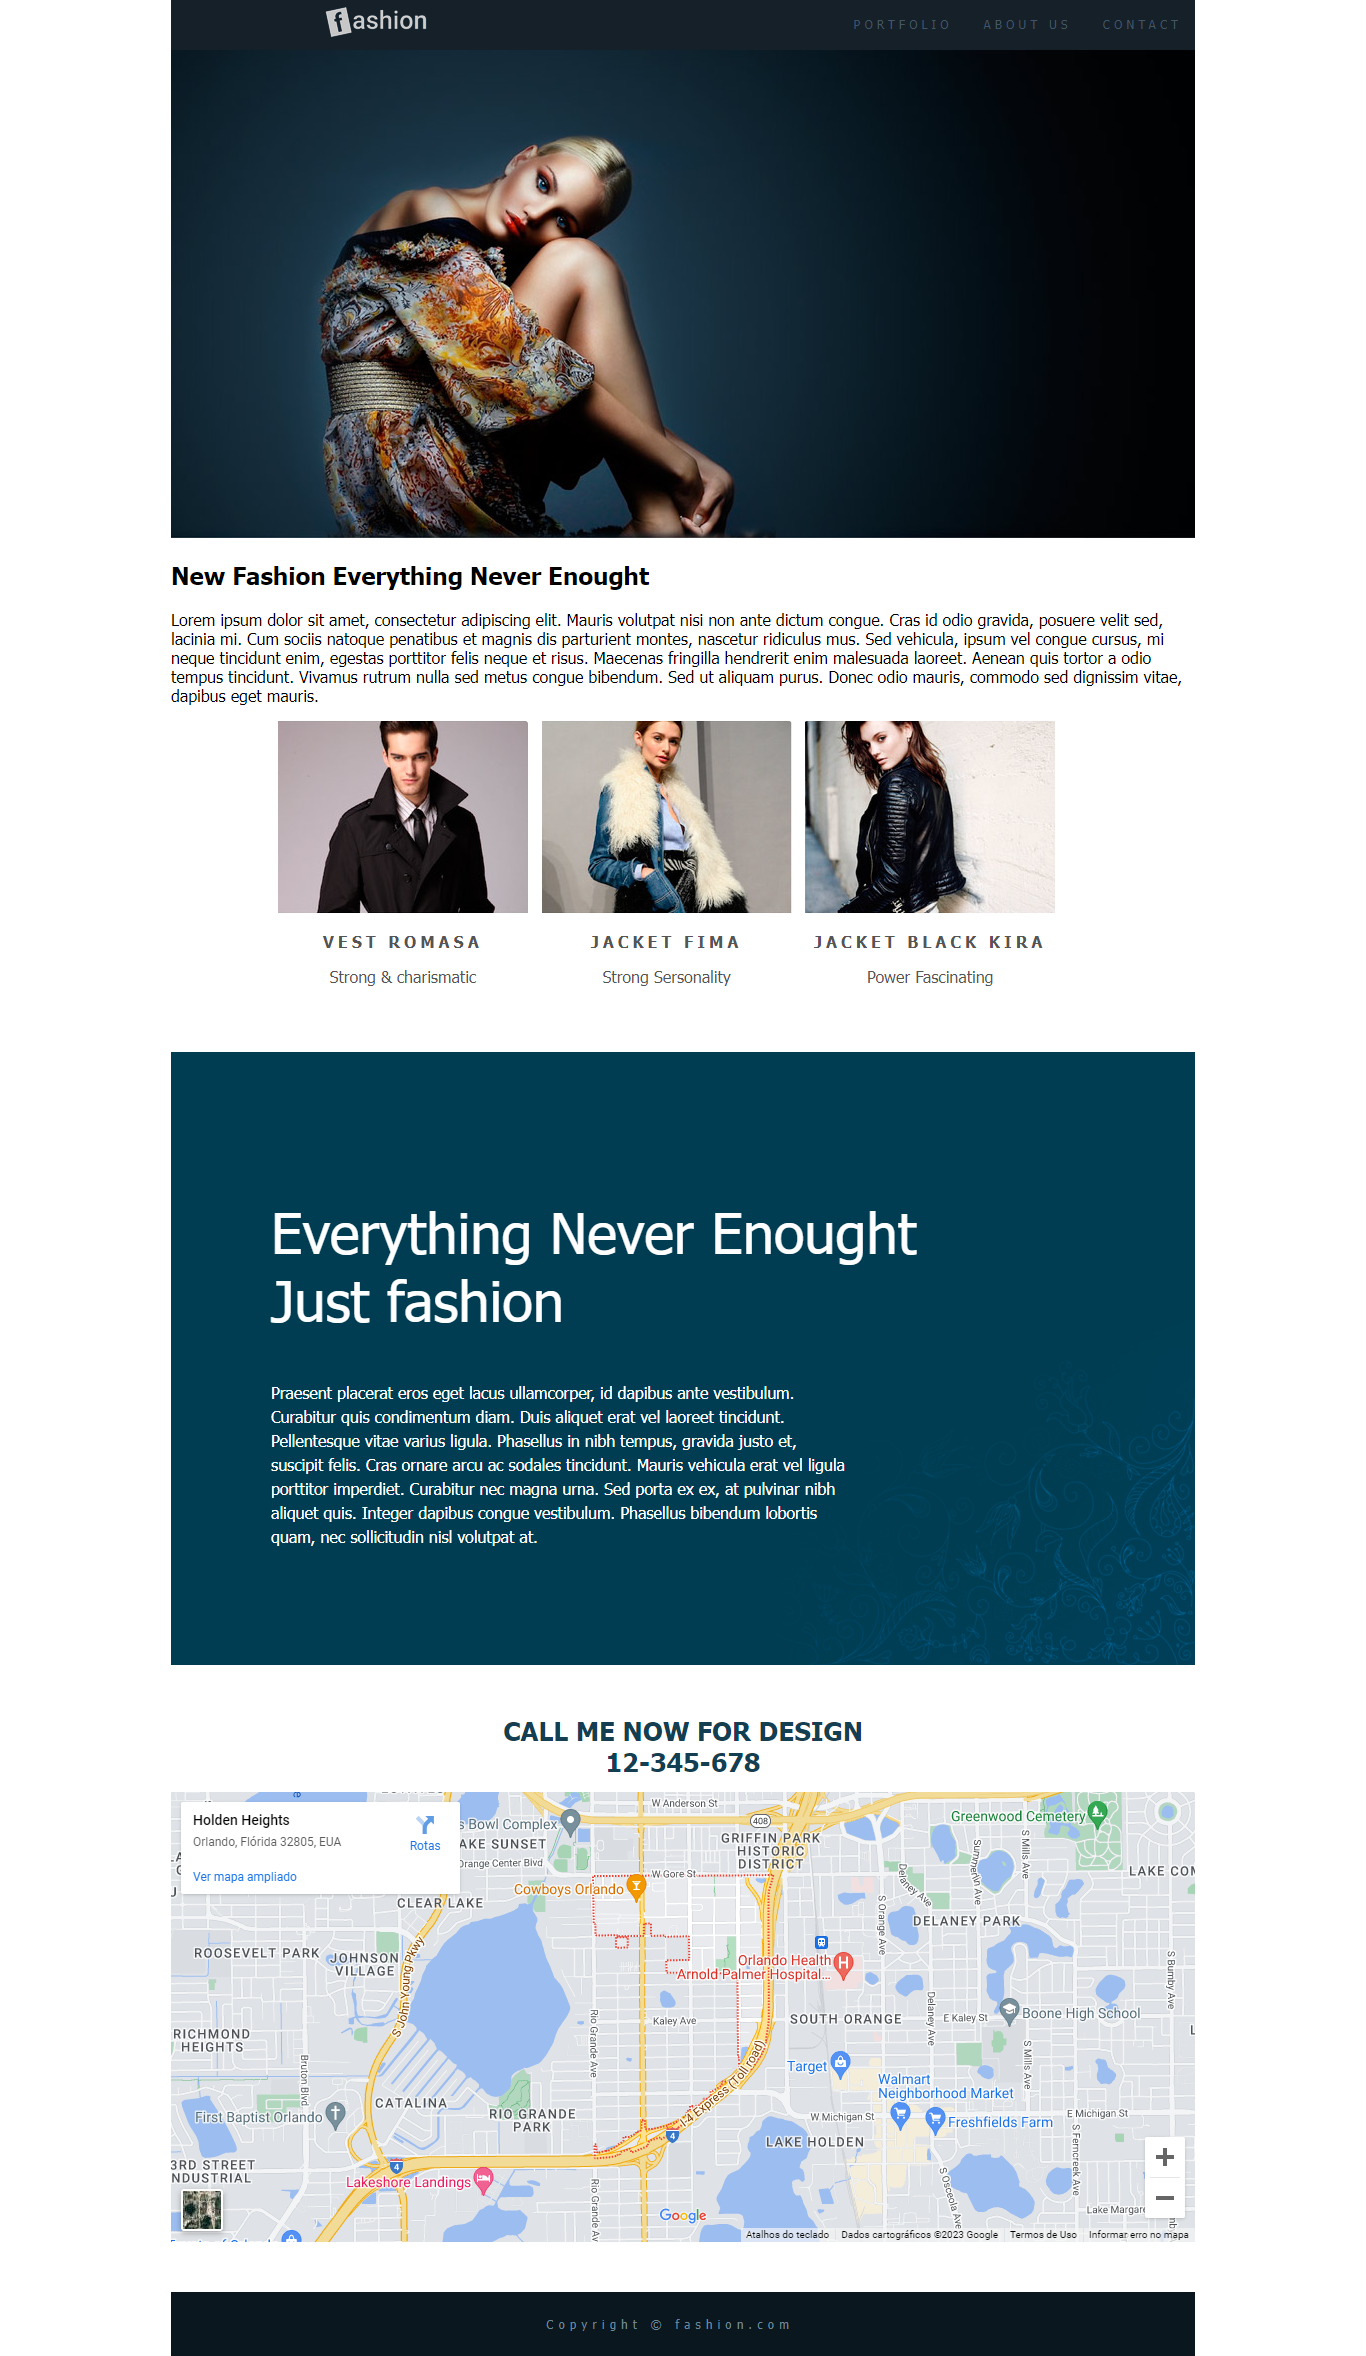 fashion
PORTFOLIO ABOUT US CONTACT
New Fashion Everything Never Enought
Lorem ipsum dolor sit amet, consectetur adipiscing elit. Mauris volutpat nisi non ante dictum congue. Cras id odio gravida, posuere velit sed,
lacinia mi. Cum sociis natoque penatibus et magnis dis parturient montes, nascetur ridiculus mus. Sed vehicula, ipsum vel congue cursus, mi
neque tincidunt enim, egestas porttitor felis neque et risus. Maecenas fringilla hendrerit enim malesuada laoreet. Aenean quis tortor a odio
tempus tincidunt. Vivamus rutrum nulla sed metus congue bibendum. Sed ut aliquam purus. Donec odio mauris, commodo sed dignissim vitae,
dapibus eget mauris.
VEST ROMASA
Strong & charismatic
JACKET FIMA
Strong Sersonality
JACKET BLACK KIRA
Power Fascinating
Everything Never Enought
Just fashion
Praesent placerat eros eget lacus ullamcorper, id dapibus ante vestibulum.
Curabitur quis condimentum diam. Duis aliquet erat vel laoreet tincidunt.
Pellentesque vitae varius ligula. Phasellus in nibh tempus, gravida justo et,
suscipit felis. Cras ornare arcu ac sodales tincidunt. Mauris vehicula erat vel ligula
porttitor imperdiet. Curabitur nec magna urna. Sed porta ex ex, at pulvinar nibh
aliquet quis. Integer dapibus congue vestibulum. Phasellus bibendum lobortis
quam, nec sollicitudin nisl volutpat at.
CALL ME NOW FOR DESIGN
12-345-678
Holden Heights
Orlando, Flórida 32805, EUA
Rotas
Ver mapa ampliado
s Bowl Complex
AKE SUNSET
Orange Center Blvd
W Anderson St
408
GRIFFIN PARK
HISTORIC
DISTRICT
Greenwood Cemetery
S Mills Ave
Summerlin Ave
Delaney Ave
LAKE COM
W Gore St
Cowboys Orlando
CLEAR LAKE
S Orange Ave
DELANEY PARK
ROOSEVELT PARK
JOHNSON
VILLAGE
S John Young Pkwy
Orlando Health
Arnold Palmer Hospital...
S Bumby Ave
Rio Grande Ave
Kaley Ave
SOUTH ORANGE
Delaney Ave
E Kaley St
Boone High School
RICHMOND
HEIGHTS
Bruton Blvd
I-4 Express (Toll road)
Target
S Mills Ave
Walmart
Neighborhood Market
CATALINA
First Baptist Orlando
RIO GRANDE
PARK
W Michigan St
Freshfields Farm
E Michigan St
4
LAKE HOLDEN
3RD STREET
NDUSTRIAL
4
Lakeshore Landings
Rio Grande Av
S Osceola Ave
S Ferncreek Ave
Lake Margare
Google
Atalhos do teclado
Dados cartográficos ©2023 Google
Termos de Uso
Informar erro no mapa
Copyright © fashion.com